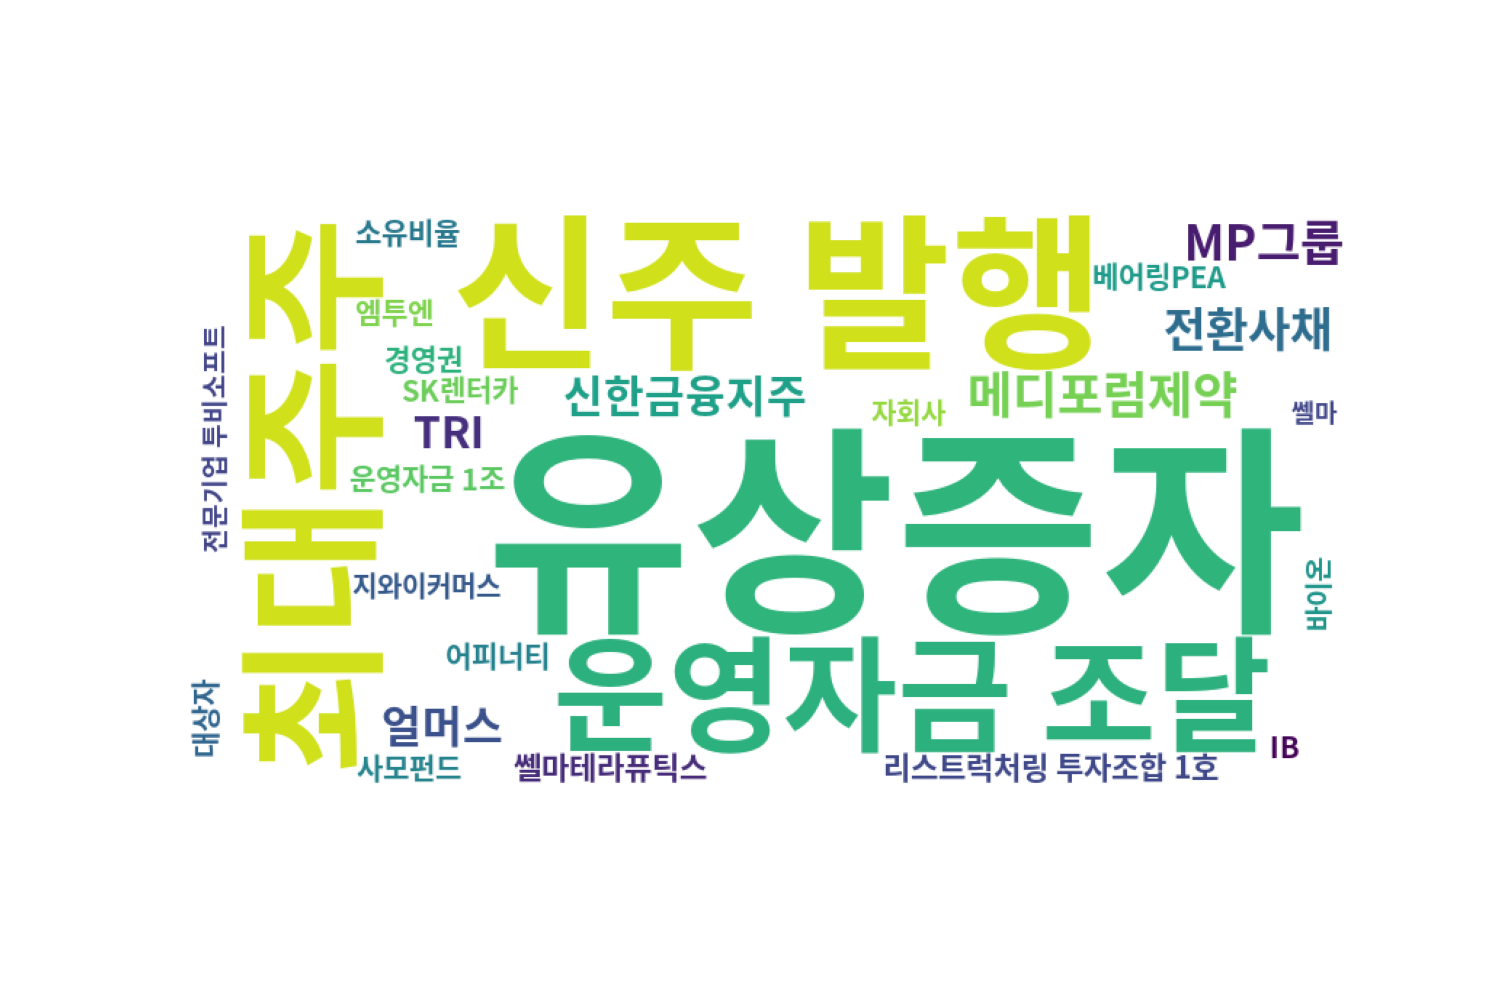 소유비율
신주 발행
MP그룹
베어링PEA
엠투엔
전환사채
경영권
SK렌터카
신한금융지주
메디포럼제약
자회사
쎌마
TRI
운영자금 1조
유상증자
전문기업 투비소프트
최대주주
지와이커머스
바이온
어피너티
운영자금 조달
대상자
얼머스
IB
사모펀드
쎌마테라퓨틱스
리스트럭처링 투자조합 1호